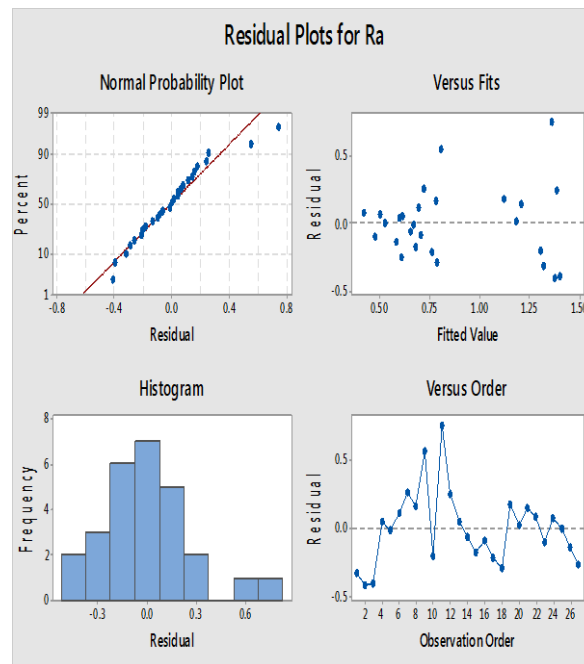 Residual Plots for Ra
Normal Probability Plot
99
90
50
10
1
Percent
-0.8 -0.4 0.0 0.4 0.8
Residual
Versus Fits
0.5
0.0
-0.5
Residual
0.50 0.75 1.00 1.25 1.50
Fitted Value
Histogram
8
6
4
2
0
Frequency
-0.3 0.0 0.3 0.6
Residual
Versus Order
0.5
0.0
-0.5
Residual
2 4 6 8 10 12 14 16 18 20 22 24 26
Observation Order